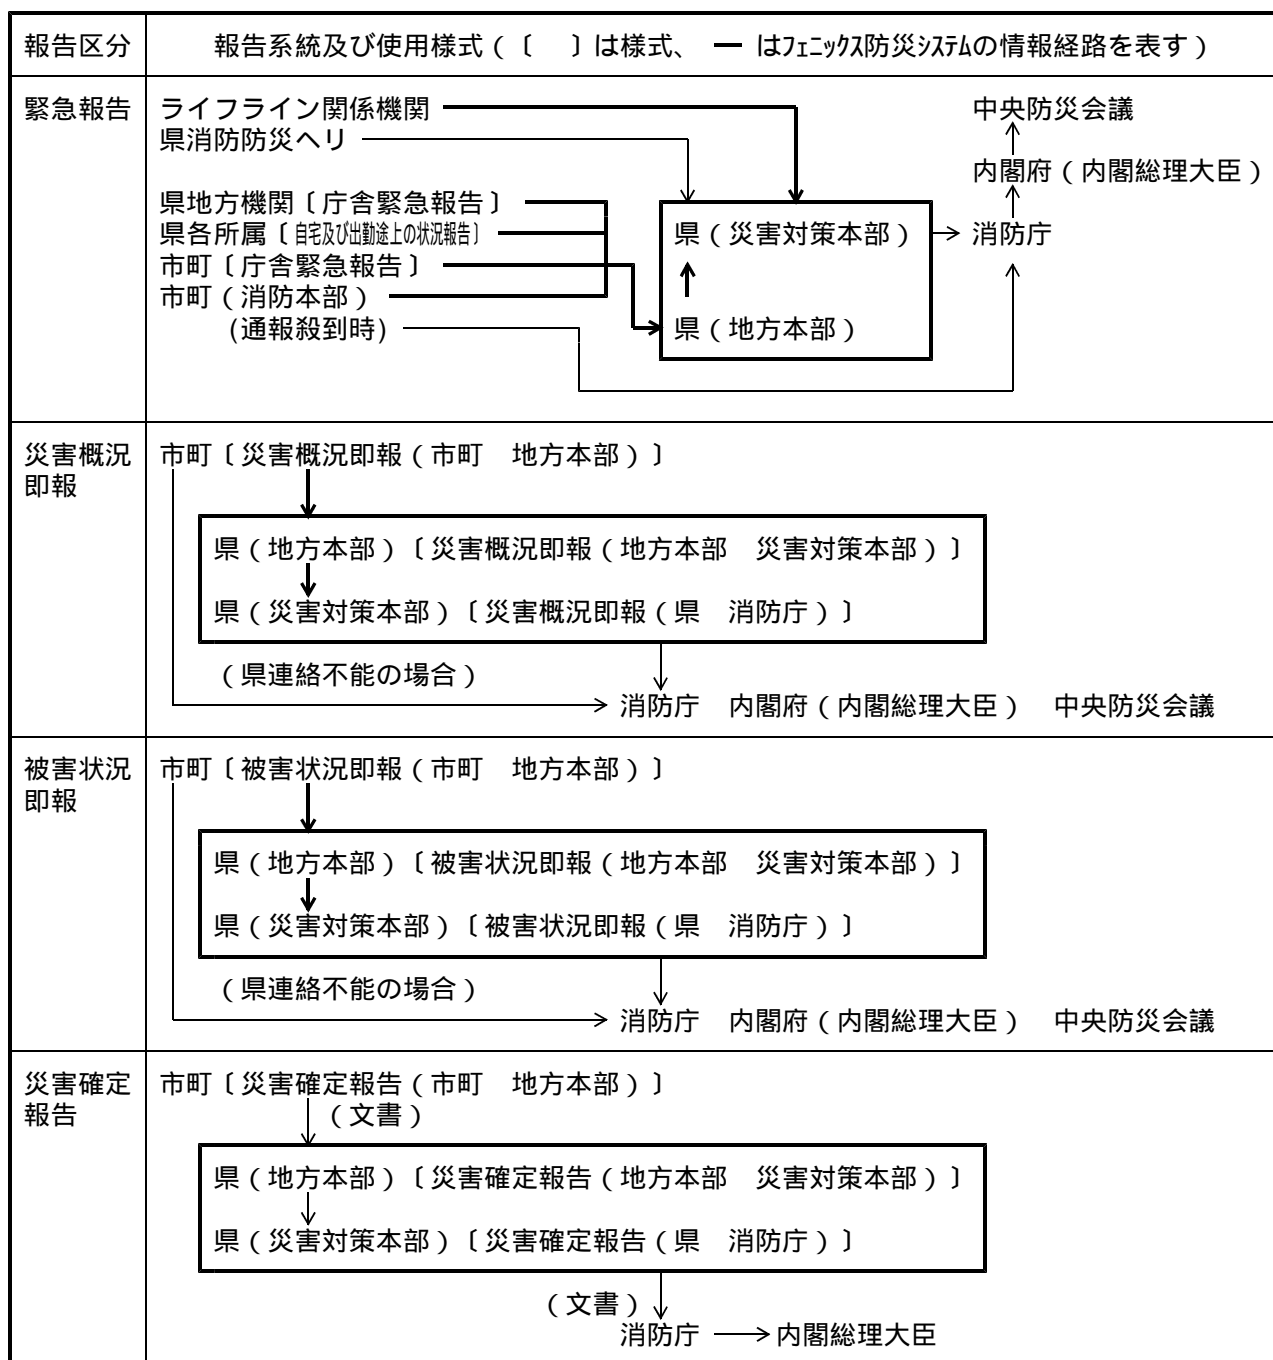 報告区分
報告系統及び使用様式（〔　〕は様式、　はフェニックス防災システムの情報経路を表す）
緊急報告
ライフライン関係機関
中央防災会議
県消防防災ヘリ
内閣府（内閣総理大臣）
県地方機関〔庁舎緊急報告〕
県各所属〔自宅及び出勤途上の状況報告〕
県（災害対策本部）
消防庁
市町〔庁舎緊急報告〕
市町（消防本部）
(通報殺到時)
県（地方本部）
災害概況
即報
市町〔災害概況即報（市町　地方本部）〕
県（地方本部）〔災害概況即報（地方本部　災害対策本部）〕
県（災害対策本部）〔災害概況即報（県　消防庁）〕
（県連絡不能の場合）
消防庁　内閣府（内閣総理大臣）　中央防災会議
被害状況
即報
市町〔被害状況即報（市町　地方本部）〕
県（地方本部）〔被害状況即報（地方本部　災害対策本部）〕
県（災害対策本部）〔被害状況即報（県　消防庁）〕
（県連絡不能の場合）
消防庁　内閣府（内閣総理大臣）　中央防災会議
災害確定
報告
市町〔災害確定報告（市町　地方本部）〕
（文書）
県（地方本部）〔災害確定報告（地方本部　災害対策本部）〕
県（災害対策本部）〔災害確定報告（県　消防庁）〕
（文書）
消防庁
内閣総理大臣